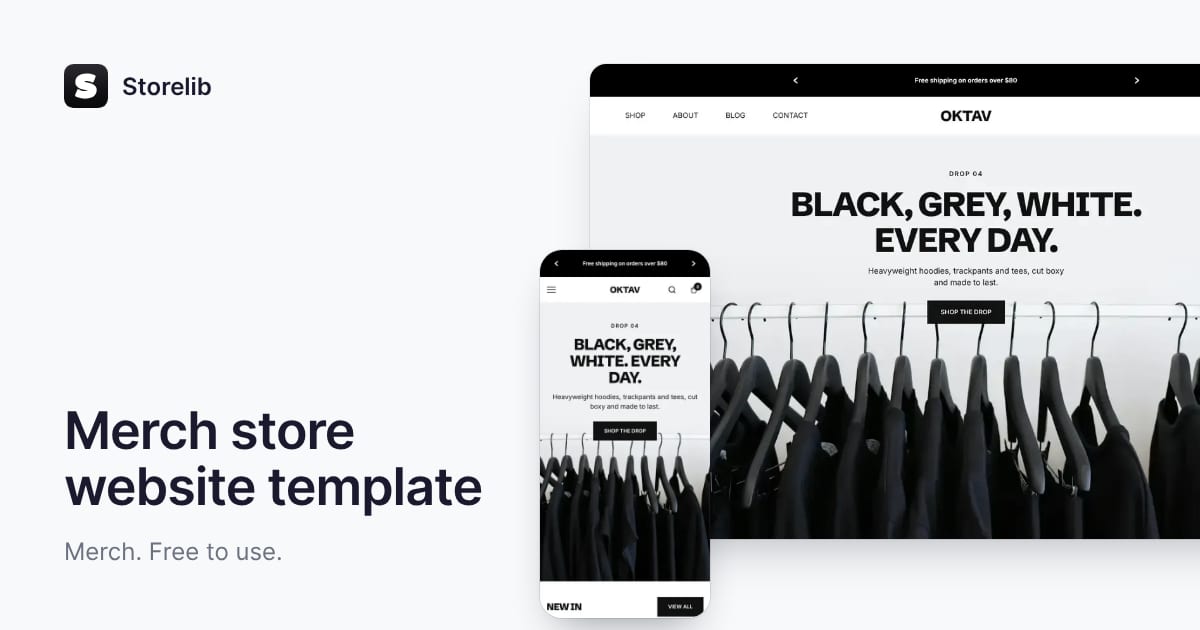 S Storelib
Free shipping on orders over $80
SHOP ABOUT BLOG CONTACT
OKTAV
DROP 04
BLACK, GREY, WHITE.
EVERY DAY.
Heavyweight hoodies, trackpants and tees, cut boxy
and made to last.
SHOP THE DROP
Free shipping on orders over $80
OKTAV
0
DROP 04
BLACK, GREY,
WHITE. EVERY
DAY.
Heavyweight hoodies, trackpants and tees, cut
boxy and made to last.
SHOP THE DROP
NEW IN
VIEW ALL
Merch store
website template
Merch. Free to use.